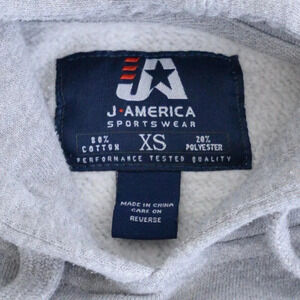 JA
J★AMERICA
SPORTSWEAR
80% COTTON XS 20% POLYESTER
PERFORMANCE TESTED QUALITY
MADE IN CHINA
CARE ON
REVERSE